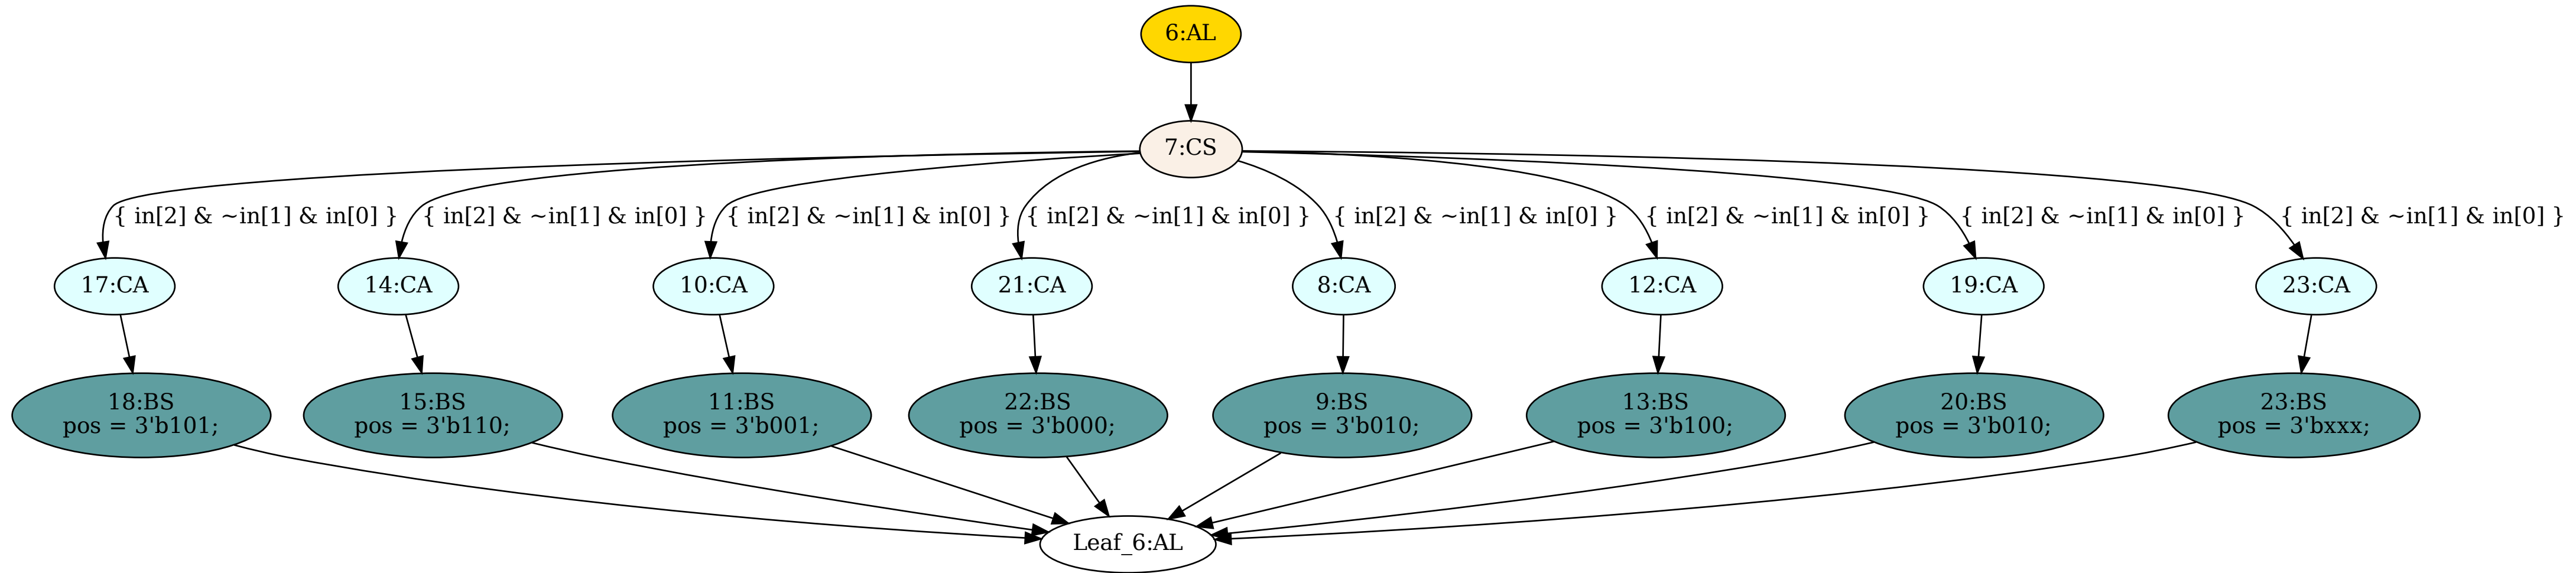 6:AL
7:CS
{ in[2] & ~in[1] & in[0] }
{ in[2] & ~in[1] & in[0] }
{ in[2] & ~in[1] & in[0] }
{ in[2] & ~in[1] & in[0] }
{ in[2] & ~in[1] & in[0] }
{ in[2] & ~in[1] & in[0] }
{ in[2] & ~in[1] & in[0] }
{ in[2] & ~in[1] & in[0] }
17:CA
14:CA
10:CA
21:CA
8:CA
12:CA
19:CA
23:CA
18:BS
pos = 3'b101;
15:BS
pos = 3'b110;
11:BS
pos = 3'b001;
22:BS
pos = 3'b000;
9:BS
pos = 3'b010;
13:BS
pos = 3'b100;
20:BS
pos = 3'b010;
23:BS
pos = 3'bxxx;
Leaf_6:AL